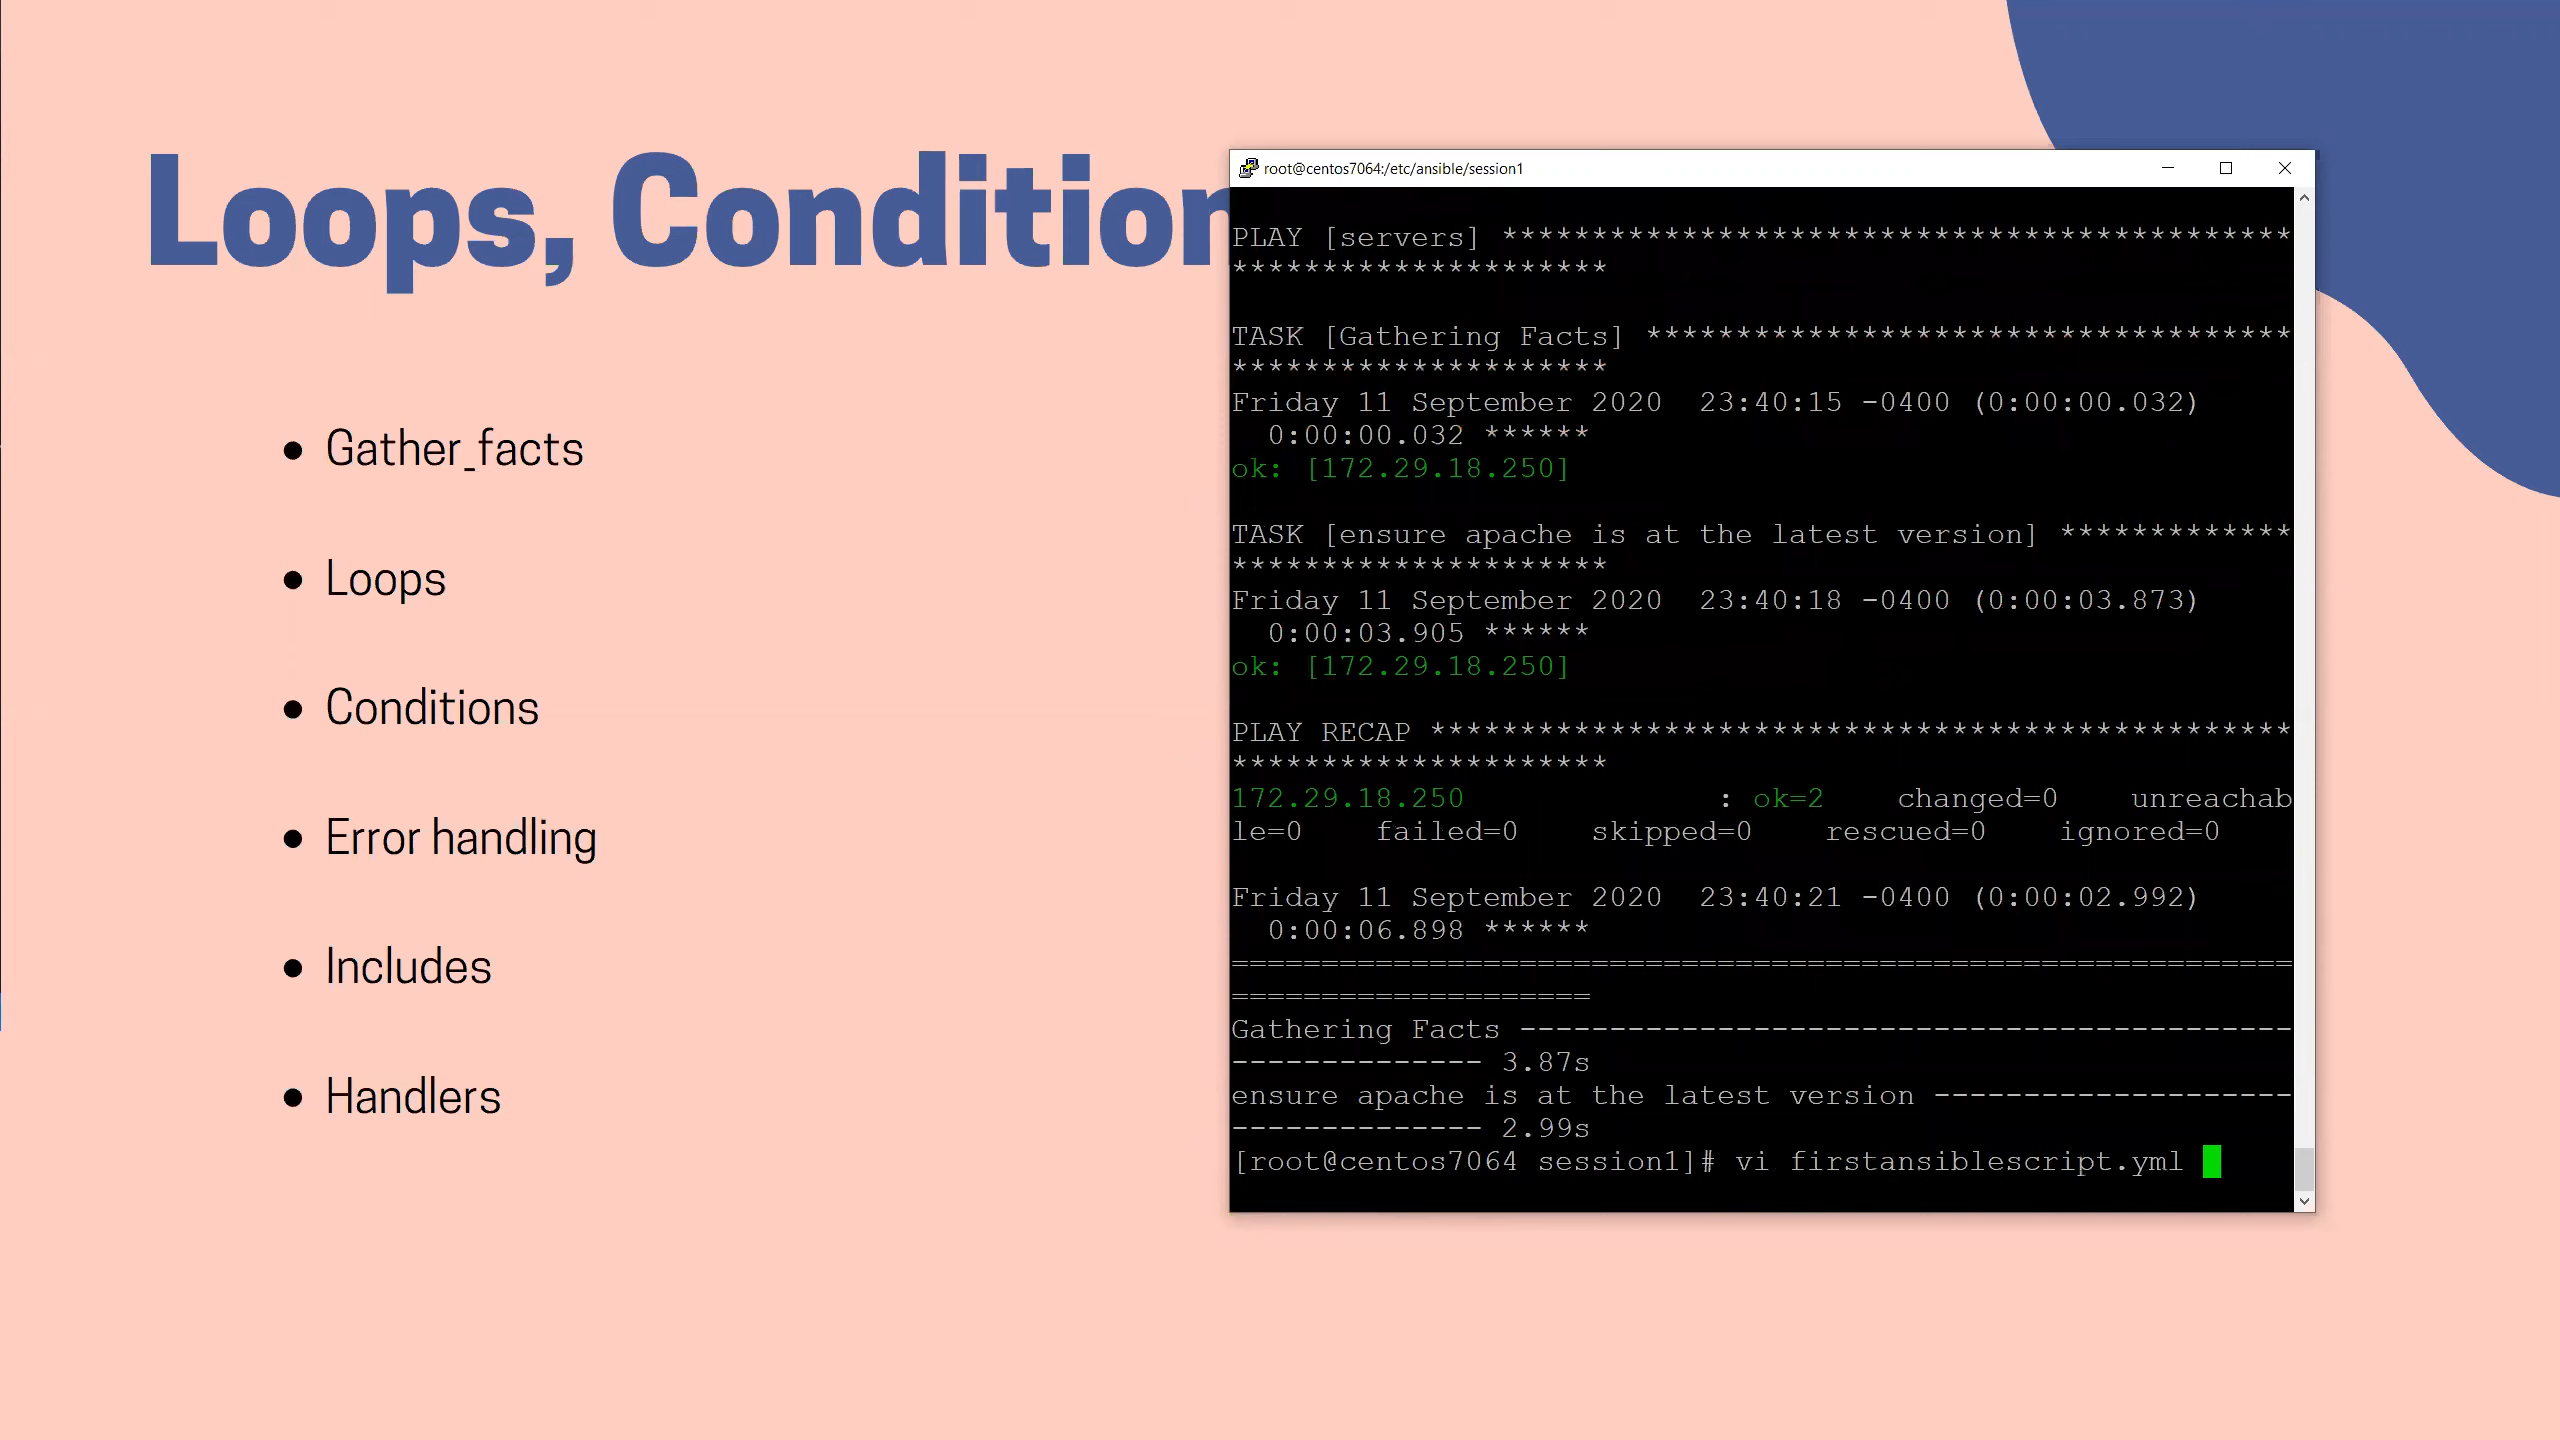 Loops, Condition
• Gather_facts
• Loops
• Conditions
• Error handling
• Includes
• Handlers
root@centos7064:/etc/ansible/session1
PLAY [servers] ********************************************
*********************
TASK [Gathering Facts] ************************************
*********************
Friday 11 September 2020  23:40:15 -0400 (0:00:00.032)
  0:00:00.032 ******
ok: [172.29.18.250]
TASK [ensure apache is at the latest version] *************
*********************
Friday 11 September 2020  23:40:18 -0400 (0:00:03.873)
  0:00:03.905 ******
ok: [172.29.18.250]
PLAY RECAP ************************************************
*********************
172.29.18.250              : ok=2    changed=0    unreachab
le=0    failed=0    skipped=0    rescued=0    ignored=0
Friday 11 September 2020  23:40:21 -0400 (0:00:02.992)
  0:00:06.898 ******
===========================================================
====================
Gathering Facts -------------------------------------------
-------------- 3.87s
ensure apache is at the latest version --------------------
-------------- 2.99s
[root@centos7064 session1]# vi firstansiblescript.yml